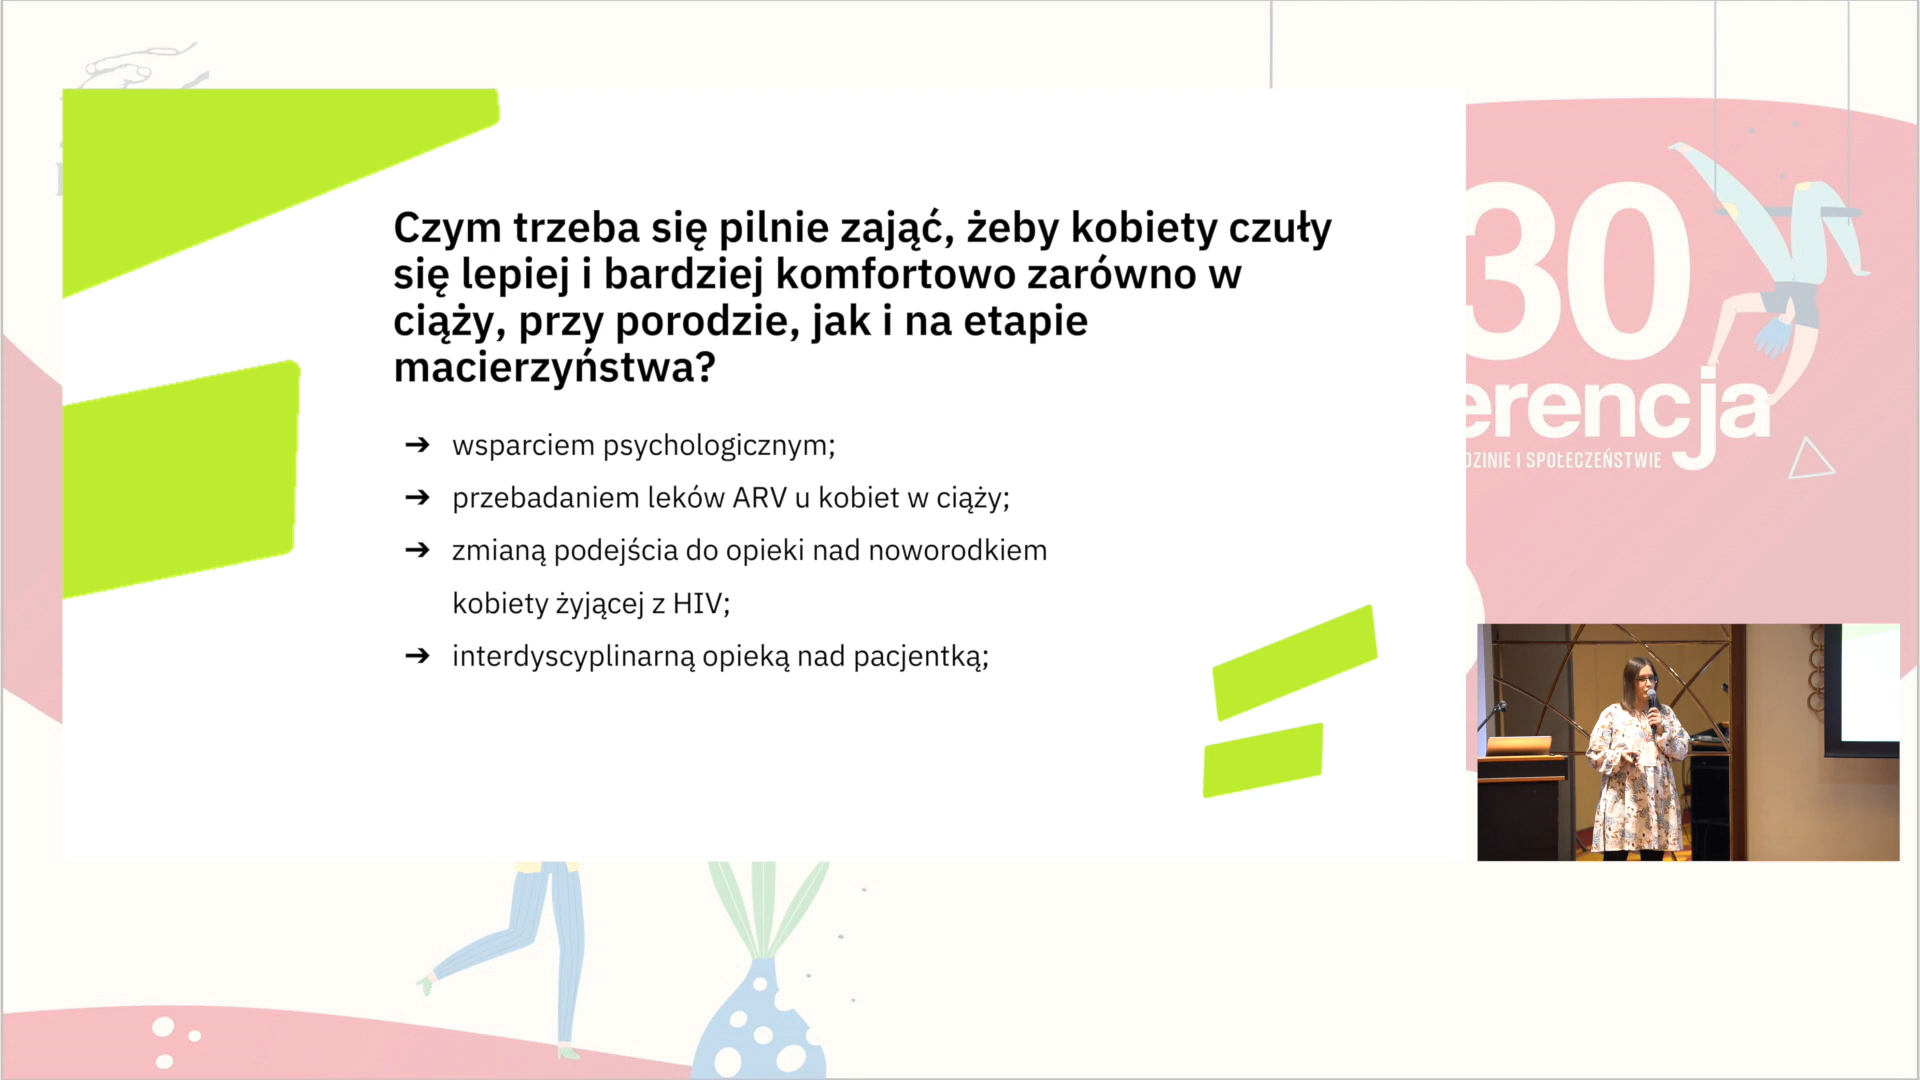 Czym trzeba się pilnie zająć, żeby kobiety czuły
się lepiej i bardziej komfortowo zarówno w
ciąży, przy porodzie, jak i na etapie
macierzyństwa?
➔ wsparciem psychologicznym;
➔ przebadaniem leków ARV u kobiet w ciąży;
➔ zmianą podejścia do opieki nad noworodkiem
kobiety żyjącej z HIV;
➔ interdyscyplinarną opieką nad pacjentką;
30
erencja
DZINIE I SPOŁECZEŃSTWIE